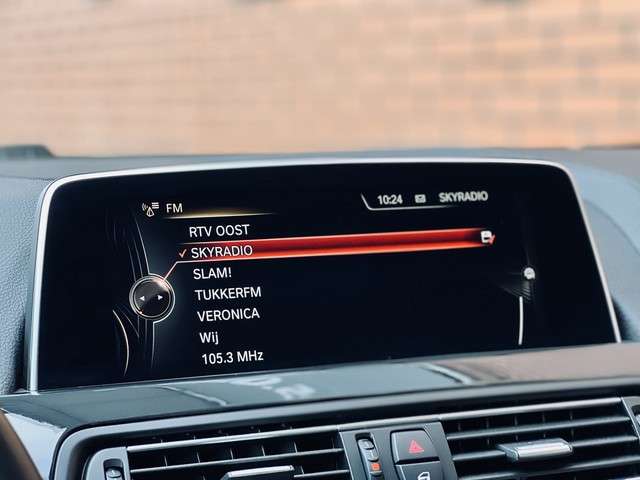 FM
10:24 SKYRADIO
RTV OOST
SKYRADIO
SLAM!
TUKKERFM
VERONICA
Wij
105.3 MHz